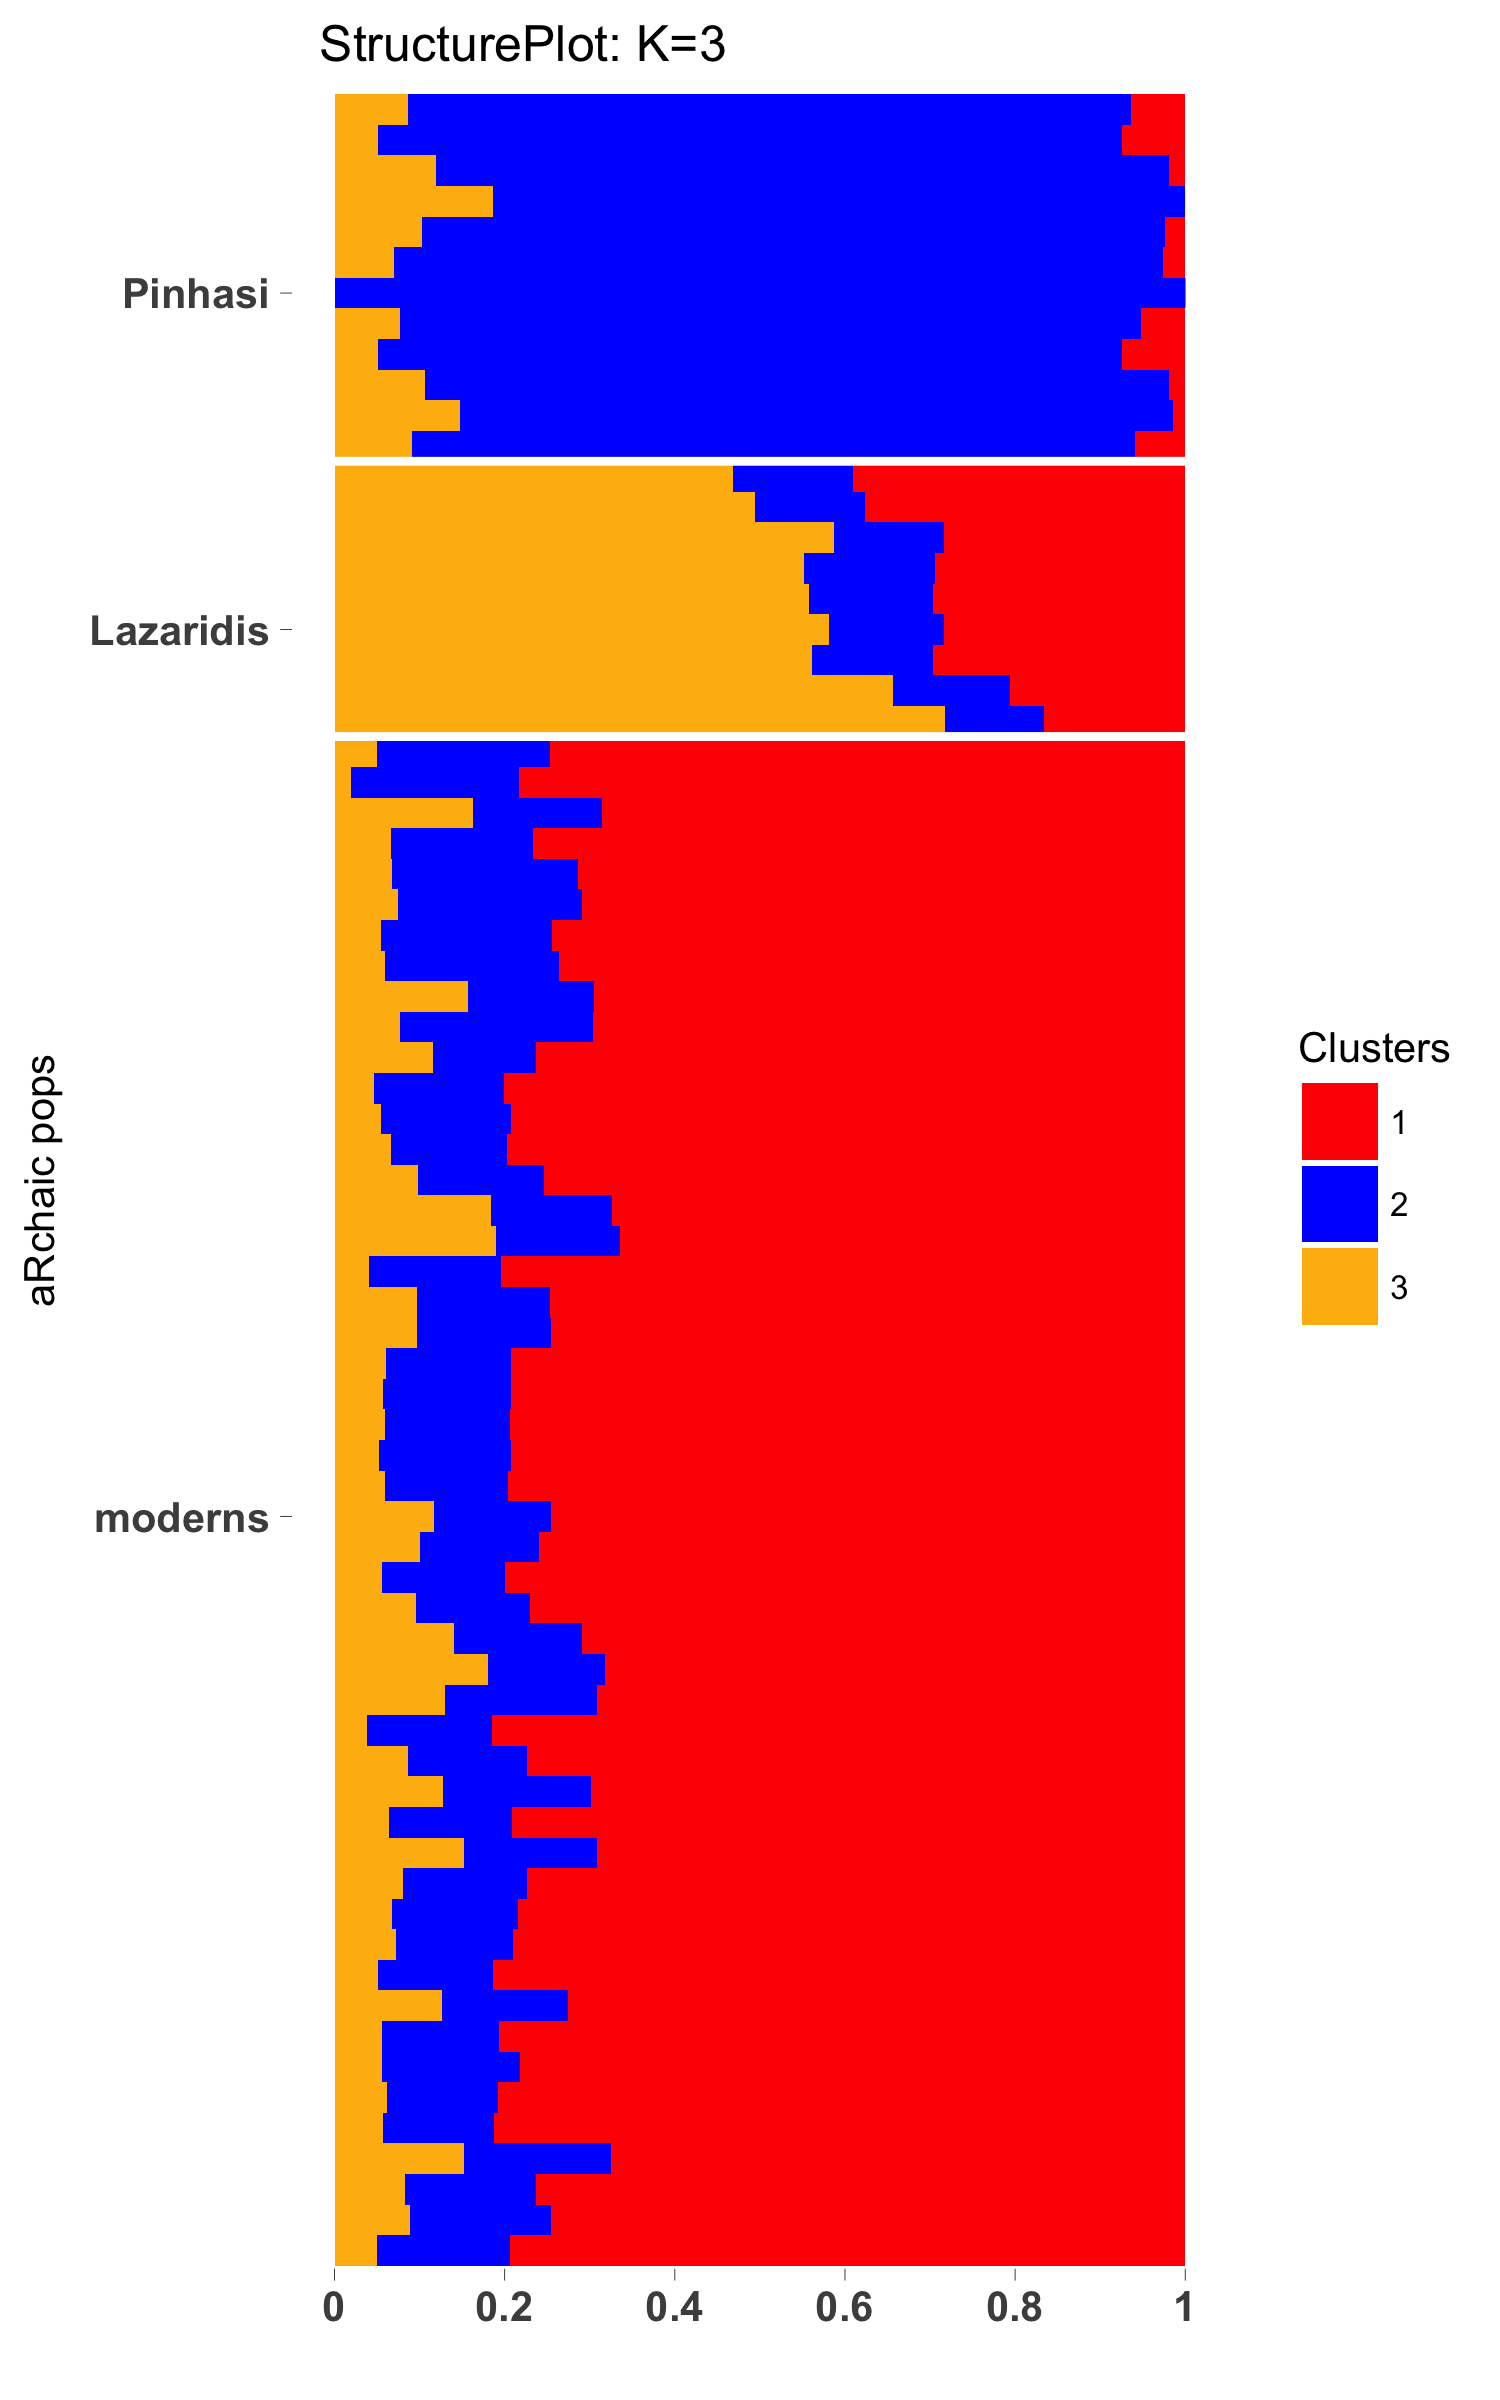 StructurePlot: K=3
Pinhasi
Lazaridis
moderns
aRchaic pops
0 0.2 0.4 0.6 0.8 1
Clusters
1
2
3